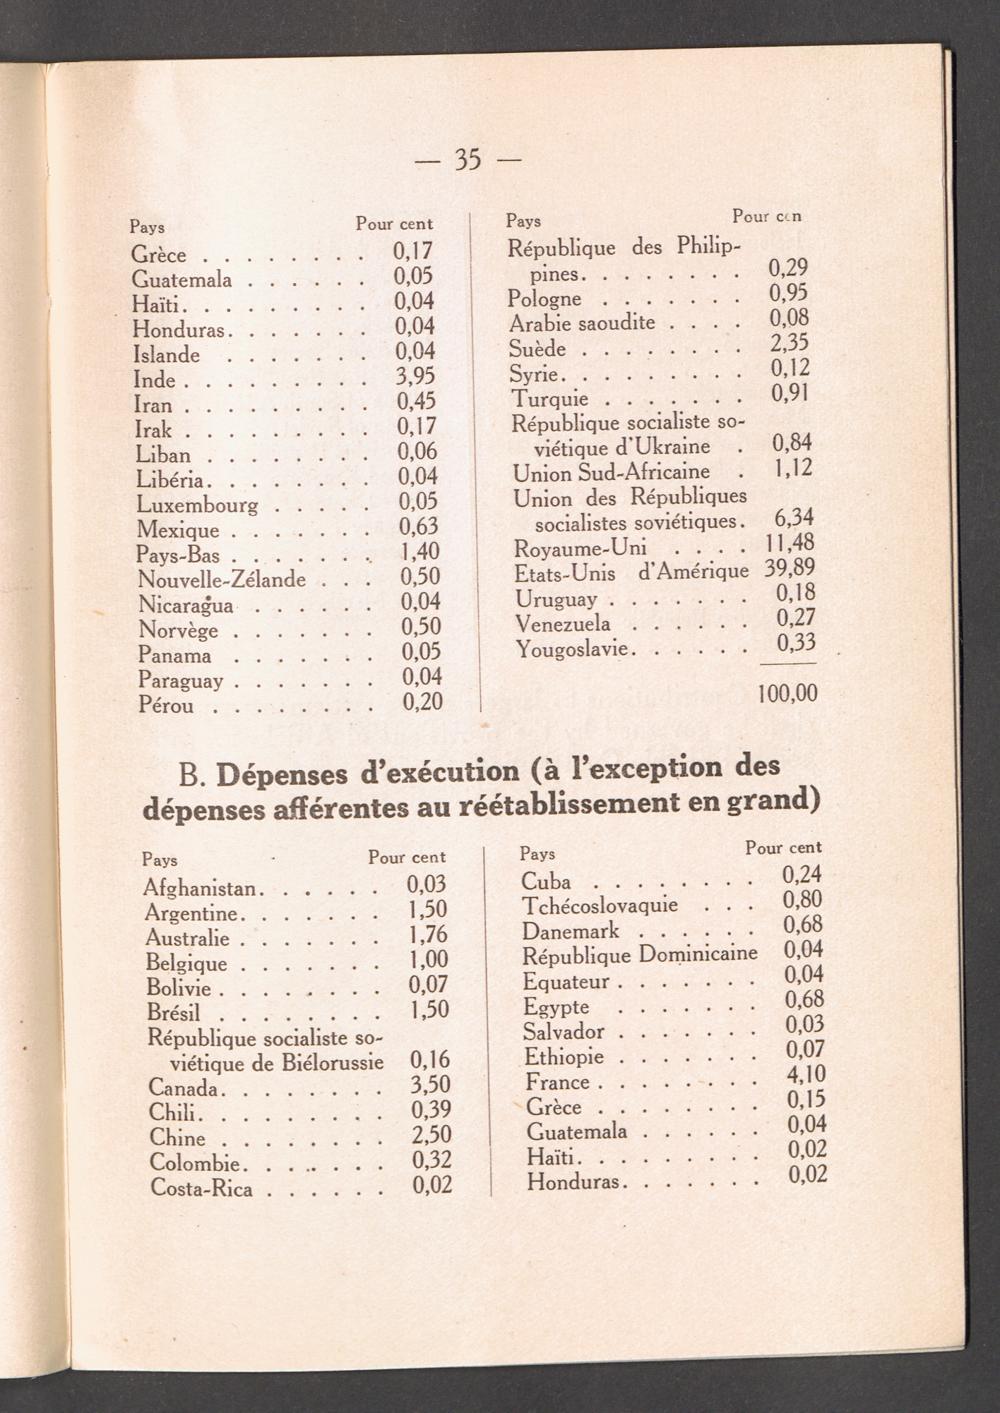 — 35 —
Pays Pour cent
Grèce . . . . . . . . 0,17
Guatemala . . . . . . 0,05
Haïti. . . . . . . . . 0,04
Honduras. . . . . . . 0,04
Islande . . . . . . . 0,04
Inde . . . . . . . . . 3,95
Iran . . . . . . . . . 0,45
Irak . . . . . . . . . 0,17
Liban . . . . . . . . 0,06
Libéria. . . . . . . . 0,04
Luxembourg . . . . . 0,05
Mexique . . . . . . . 0,63
Pays-Bas . . . . . . . 1,40
Nouvelle-Zélande . . . 0,50
Nicaragua . . . . . . 0,04
Norvège . . . . . . . 0,50
Panama . . . . . . . 0,05
Paraguay . . . . . . . 0,04
Pérou . . . . . . . . 0,20
Pays Pour cen
République des Philip-
pines. . . . . . . . 0,29
Pologne . . . . . . . 0,95
Arabie saoudite . . . . 0,08
Suède . . . . . . . . 2,35
Syrie. . . . . . . . . 0,12
Turquie . . . . . . . 0,91
République socialiste so-
viétique d'Ukraine . 0,84
Union Sud-Africaine . 1,12
Union des Républiques
socialistes soviétiques. 6,34
Royaume-Uni . . . . 11,48
Etats-Unis d'Amérique 39,89
Uruguay . . . . . . . 0,18
Venezuela . . . . . . 0,27
Yougoslavie. . . . . . 0,33
100,00
B. Dépenses d'exécution (à l'exception des
dépenses afférentes au réétablissement en grand)
Pays Pour cent
Afghanistan. . . . . . 0,03
Argentine. . . . . . . 1,50
Australie . . . . . . . 1,76
Belgique . . . . . . . 1,00
Bolivie . . . . . . . . 0,07
Brésil . . . . . . . . 1,50
République socialiste so-
viétique de Biélorussie 0,16
Canada. . . . . . . . 3,50
Chili. . . . . . . . . 0,39
Chine . . . . . . . . 2,50
Colombie. . . . . . . 0,32
Costa-Rica . . . . . . 0,02
Pays Pour cent
Cuba . . . . . . . . 0,24
Tchécoslovaquie . . . 0,80
Danemark . . . . . . 0,68
République Dominicaine 0,04
Equateur . . . . . . . 0,04
Egypte . . . . . . . 0,68
Salvador . . . . . . . 0,03
Ethiopie . . . . . . . 0,07
France . . . . . . . . 4,10
Grèce . . . . . . . . 0,15
Guatemala . . . . . . 0,04
Haïti. . . . . . . . . 0,02
Honduras. . . . . . . 0,02